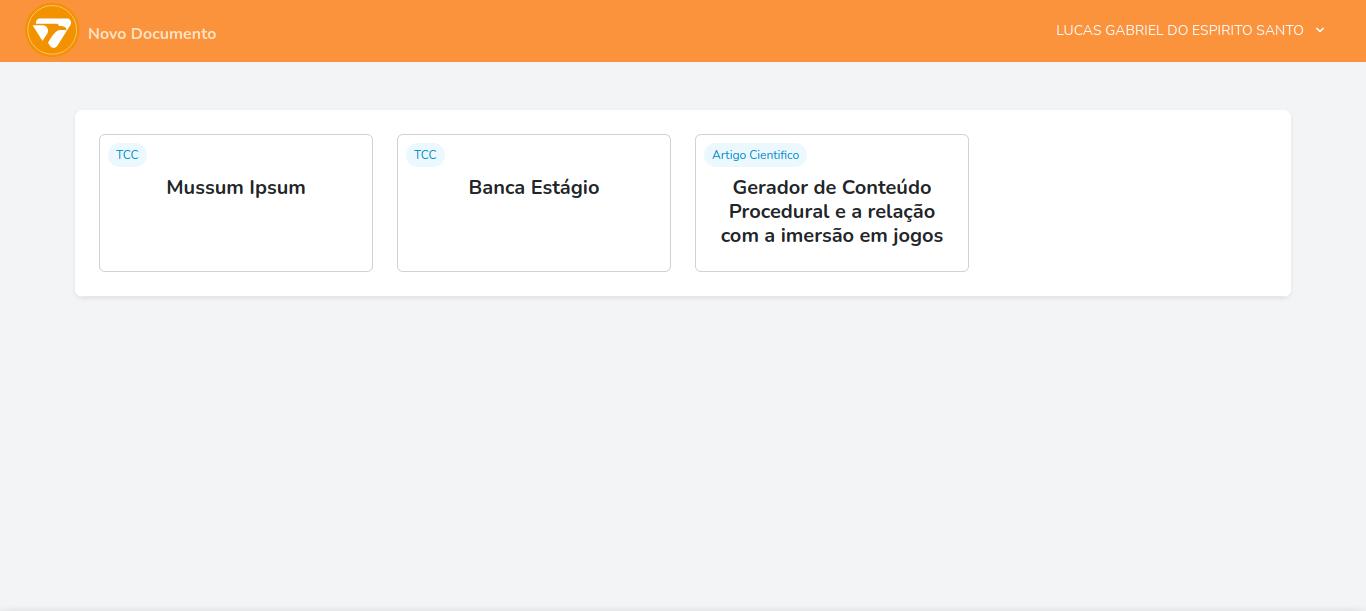 Novo Documento
LUCAS GABRIEL DO ESPIRITO SANTO
TCC
Mussum Ipsum
TCC
Banca Estágio
Artigo Cientifico
Gerador de Conteúdo
Procedural e a relação
com a imersão em jogos